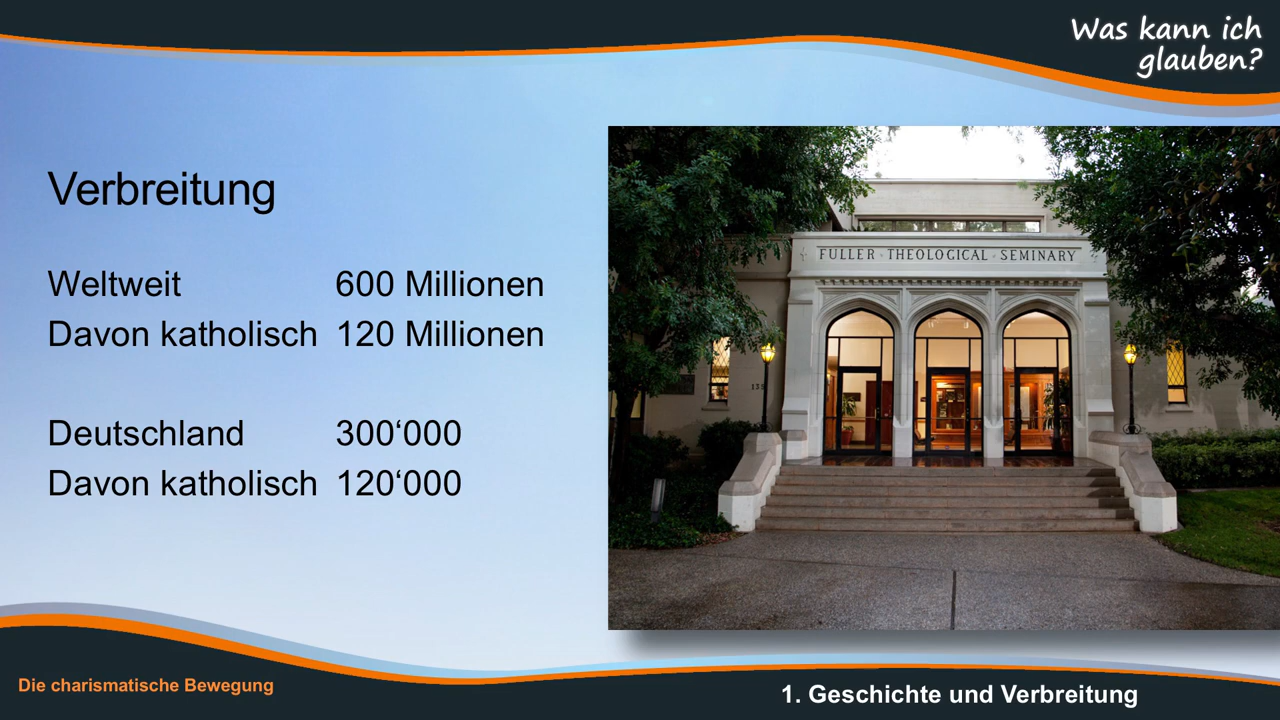 Was kann ich
glauben?
Verbreitung
Weltweit 600 Millionen
Davon katholisch 120 Millionen
Deutschland 300‘000
Davon katholisch 120‘000
FULLER THEOLOGICAL SEMINARY
Die charismatische Bewegung
1. Geschichte und Verbreitung